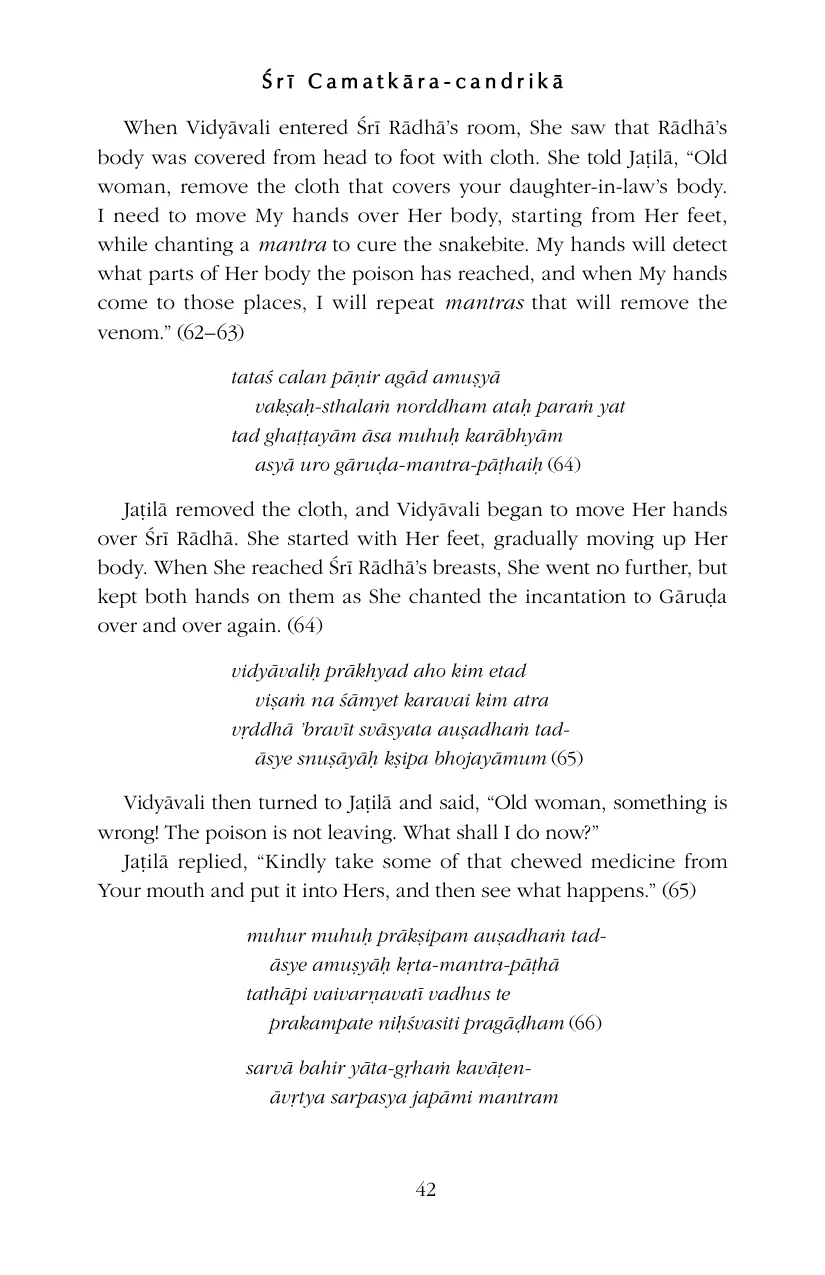 Śrī Camatkāra-candrikā
When Vidyāvali entered Śrī Rādhā’s room, She saw that Rādhā’s
body was covered from head to foot with cloth. She told Jaṭilā, “Old
woman, remove the cloth that covers your daughter-in-law’s body.
I need to move My hands over Her body, starting from Her feet,
while chanting a mantra to cure the snakebite. My hands will detect
what parts of Her body the poison has reached, and when My hands
come to those places, I will repeat mantras that will remove the
venom.” (62–63)
tataś calan pāṇir agād amuṣyā
vakṣaḥ-sthalaṁ norddham ataḥ paraṁ yat
tad ghaṭṭayām āsa muhuḥ karābhyām
asyā uro gāruḍa-mantra-pāṭhaiḥ (64)
Jaṭilā removed the cloth, and Vidyāvali began to move Her hands
over Śrī Rādhā. She started with Her feet, gradually moving up Her
body. When She reached Śrī Rādhā’s breasts, She went no further, but
kept both hands on them as She chanted the incantation to Gāruḍa
over and over again. (64)
vidyāvaliḥ prākhyad aho kim etad
viṣaṁ na śāmyet karavai kim atra
vṛddhā ’bravīt svāsyata auṣadhaṁ tad-
āsye snuṣāyāḥ kṣipa bhojayāmum (65)
Vidyāvali then turned to Jaṭilā and said, “Old woman, something is
wrong! The poison is not leaving. What shall I do now?”
Jaṭilā replied, “Kindly take some of that chewed medicine from
Your mouth and put it into Hers, and then see what happens.” (65)
muhur muhuḥ prākṣipam auṣadhaṁ tad-
āsye amuṣyāḥ kṛta-mantra-pāṭhā
tathāpi vaivarṇavatī vadhus te
prakampate niḥśvasiti pragāḍham (66)
sarvā bahir yāta-gṛhaṁ kavāṭen-
āvṛtya sarpasya japāmi mantram
42